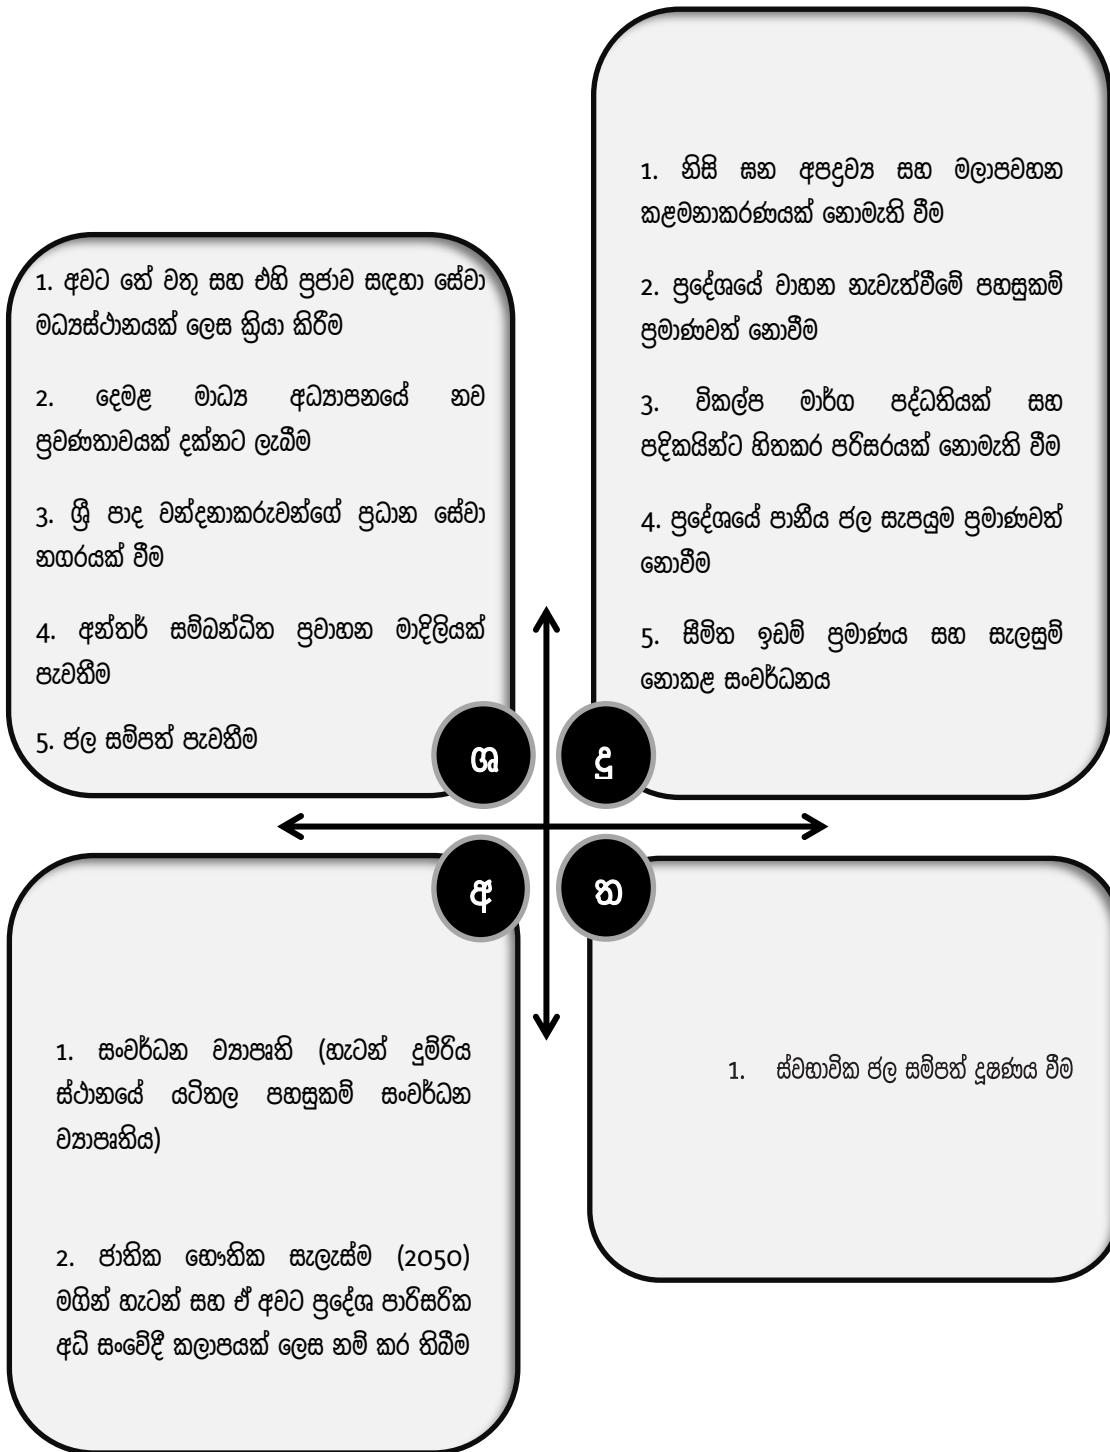 1. අවට තේ වතු සහ එහි ප්‍රජාව සඳහා සේවා
මධ්‍යස්ථානයක් ලෙස ක්‍රියා කිරීම
2. දෙමළ මාධ්‍ය අධ්‍යාපනයේ නව
ප්‍රවණතාවයක් දක්නට ලැබීම
3. ශ්‍රී පාද වන්දනාකරුවන්ගේ ප්‍රධාන සේවා
නගරයක් වීම
4. අන්තර් සම්බන්ධිත ප්‍රවාහන මාදිලියක්
පැවතීම
5. ජල සම්පත් පැවතීම
ශ
1. නිසි ඝන අපද්‍රව්‍ය සහ මලාපවහන
කළමනාකරණයක් නොමැති වීම
2. ප්‍රදේශයේ වාහන නැවැත්වීමේ පහසුකම්
ප්‍රමාණවත් නොවීම
3. විකල්ප මාර්ග පද්ධතියක් සහ
පදිකයින්ට හිතකර පරිසරයක් නොමැති වීම
4. ප්‍රදේශයේ පානීය ජල සැපයුම ප්‍රමාණවත්
නොවීම
5. සීමිත ඉඩම් ප්‍රමාණය සහ සැලසුම්
නොකළ සංවර්ධනය
දු
අ
1. සංවර්ධන ව්‍යාපෘති (හැටන් දුම්රිය
ස්ථානයේ යටිතල පහසුකම් සංවර්ධන
ව්‍යාපෘතිය)
2. ජාතික භෞතික සැලැස්ම (2050)
මගින් හැටන් සහ ඒ අවට ප්‍රදේශ පාරිසරික
අධි සංවේදී කලාපයක් ලෙස නම් කර තිබීම
ත
1. ස්වභාවික ජල සම්පත් දූෂණය වීම